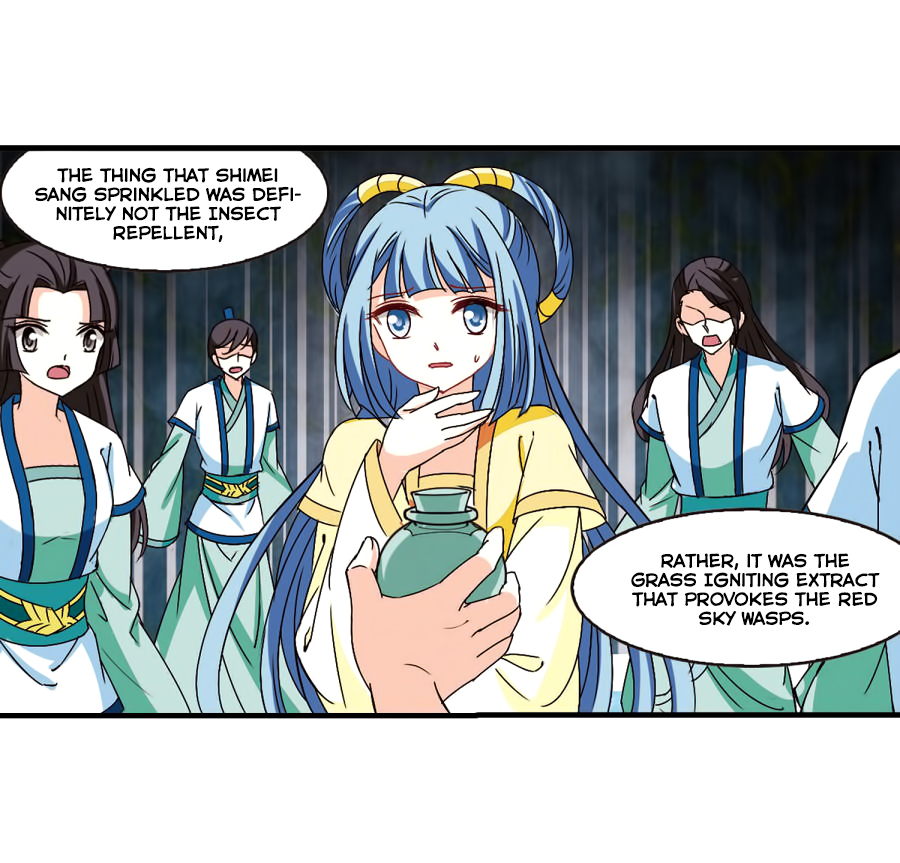 THE THING THAT SHIMEI
SANG SPRINKLED WAS DEFI-
NITELY NOT THE INSECT
REPELLENT,
RATHER, IT WAS THE
GRASS IGNITING EXTRACT
THAT PROVOKES THE RED
SKY WASPS.